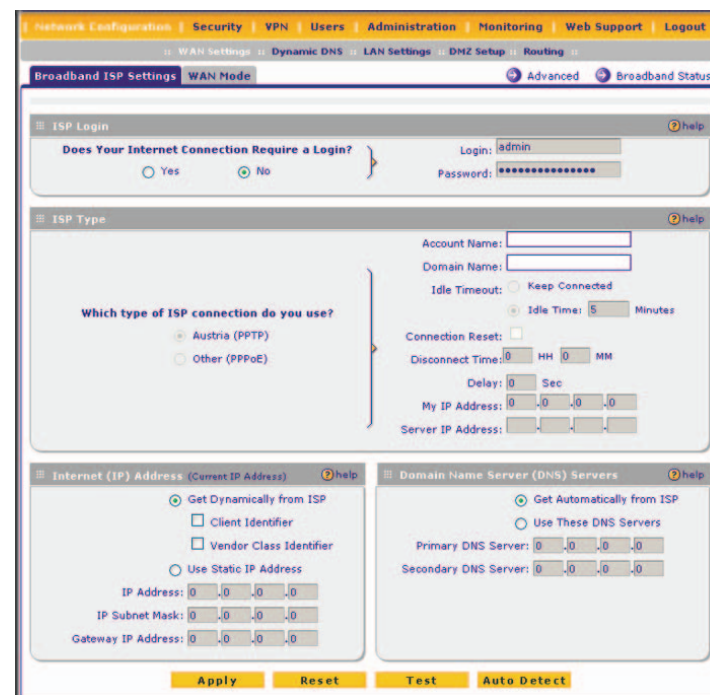 Network Configuration | Security | VPN | Users | Administration | Monitoring | Web Support | Logout
:: WAN Settings :: Dynamic DNS :: LAN Settings :: DMZ Setup :: Routing ::
Broadband ISP Settings WAN Mode Advanced Broadband Status
ISP Login ?help
Does Your Internet Connection Require a Login?
Yes No
Login: admin
Password: •••••••••••••••
ISP Type ?help
Which type of ISP connection do you use?
Austria (PPTP)
Other (PPPoE)
Account Name:
Domain Name:
Idle Timeout: Keep Connected
Idle Time: 5 Minutes
Connection Reset:
Disconnect Time: 0 HH 0 MM
Delay: 0 Sec
My IP Address: 0 .0 .0 .0
Server IP Address: . . .
Internet (IP) Address (Current IP Address) ?help
Get Dynamically from ISP
Client Identifier
Vendor Class Identifier
Use Static IP Address
IP Address: 0 .0 .0 .0
IP Subnet Mask: 0 .0 .0 .0
Gateway IP Address: 0 .0 .0 .0
Domain Name Server (DNS) Servers ?help
Get Automatically from ISP
Use These DNS Servers
Primary DNS Server: 0 .0 .0 .0
Secondary DNS Server: 0 .0 .0 .0
Apply Reset Test Auto Detect